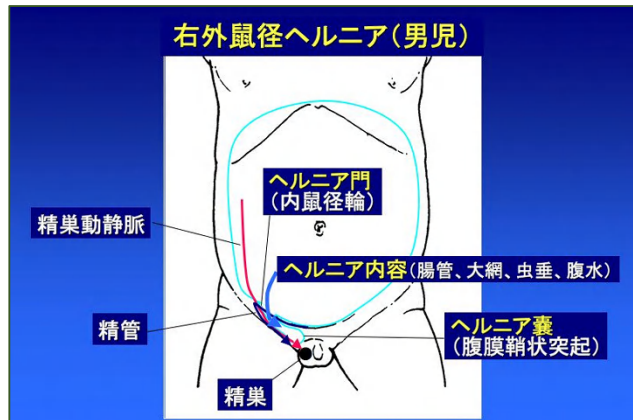 右外鼠径ヘルニア(男児)
ヘルニア門
(内鼠径輪)
精巣動静脈
ヘルニア内容(腸管、大網、虫垂、腹水)
精管
ヘルニア嚢
(腹膜鞘状突起)
精巣